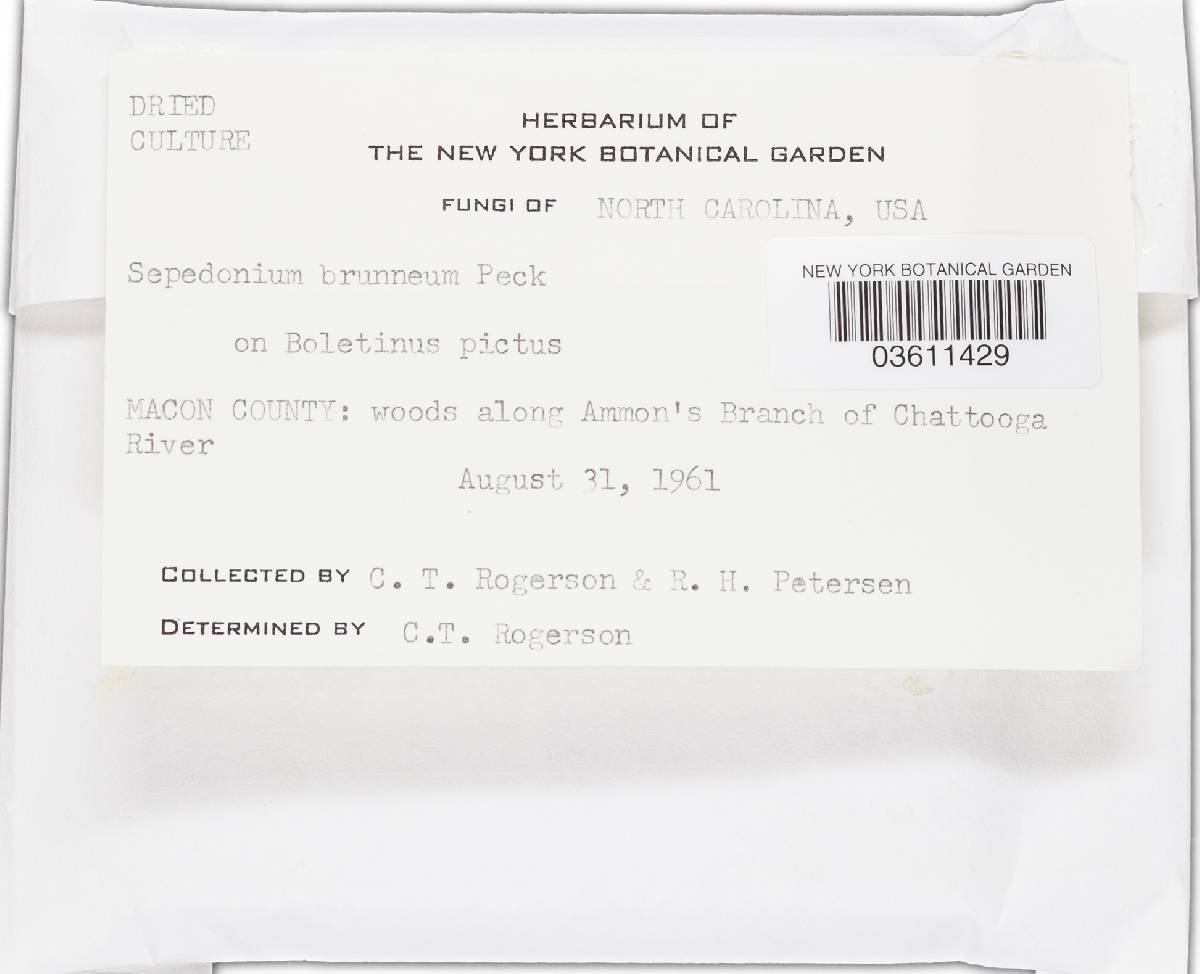 DRIED
CULTURE
HERBARIUM OF
THE NEW YORK BOTANICAL GARDEN
FUNGI OF NORTH CAROLINA, USA
Sepedonium brunneum Peck
NEW YORK BOTANICAL GARDEN
03611429
on Boletinus pictus
MACON COUNTY: woods along Ammon's Branch of Chattooga
River
August 31, 1961
COLLECTED BY C. T. Rogerson & R. H. Petersen
DETERMINED BY C.T. Rogerson